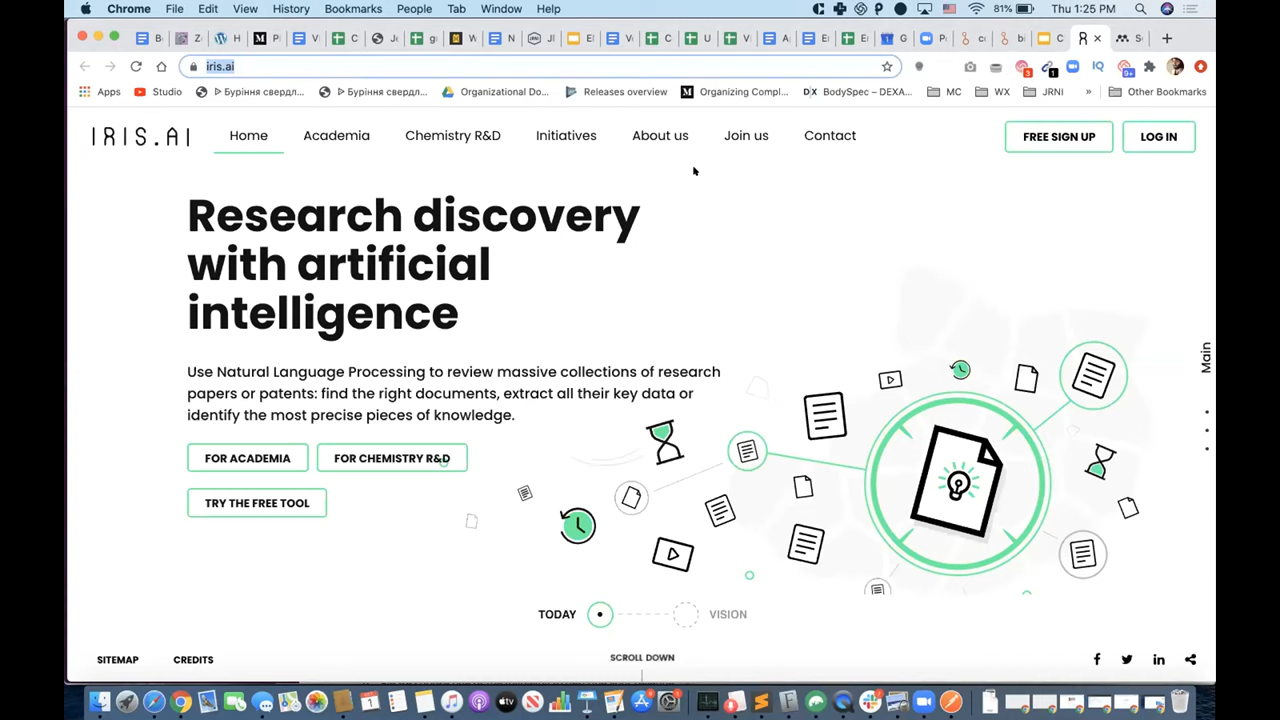 Chrome File Edit View History Bookmarks People Tab Window Help 81% Thu 1:25 PM
iris.ai
Apps Studio ᐅ Буріння свердл... ᐅ Буріння свердл... Organizational Do... Releases overview Organizing Compl... BodySpec – DEXA... MC WX JRNI » Other Bookmarks
IRIS.AI Home Academia Chemistry R&D Initiatives About us Join us Contact FREE SIGN UP LOG IN
Research discovery
with artificial
intelligence
Use Natural Language Processing to review massive collections of research
papers or patents: find the right documents, extract all their key data or
identify the most precise pieces of knowledge.
FOR ACADEMIA FOR CHEMISTRY R&D
TRY THE FREE TOOL
Main
TODAY VISION
SITEMAP CREDITS SCROLL DOWN